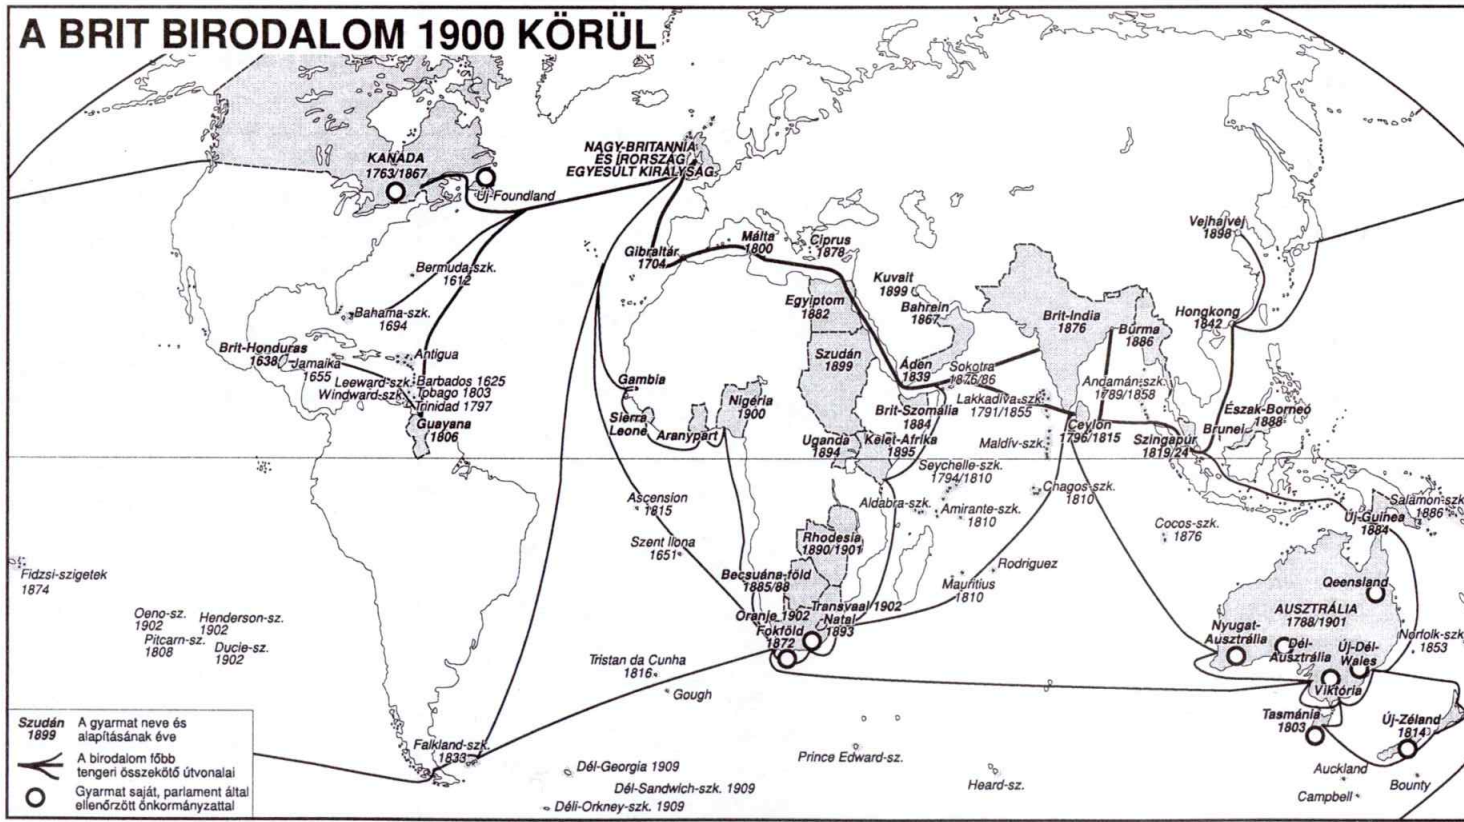 A BRIT BIRODALOM 1900 KÖRÜL
KANADA
1763/1867
Új-Foundland
NAGY-BRITANNIA
ÉS ÍRORSZÁG
EGYESÜLT KIRÁLYSÁG
Gibraltár
1704
Málta
1800
Ciprus
1878
Vejhajvej
1898
Bermuda-szk.
1612
Bahama-szk.
1694
Kuvait
1899
Bahrein
1867
Egyiptom
1882
Brit-India
1876
Burma
1886
Hongkong
1842
Brit-Honduras
1638
Jamaika
1655
Antigua
Leeward-szk.
Windward-szk.
Barbados 1625
Tobago 1803
Trinidad 1797
Guayana
1806
Gambia
Sierra
Leone
Aranypart
Nigéria
1900
Szudán
1899
Áden
1839
Sokotra
1876/86
Brit-Szomália
1884
Uganda
1894
Kelet-Afrika
1895
Lakkadiva-szk.
1791/1855
Andamán-szk.
1789/1858
Ceylon
1796/1815
Maldív-szk.
Szingapúr
1819/24
Észak-Borneó
1888
Brunei
Seychelle-szk.
1794/1810
Aldabra-szk.
Amirante-szk.
1810
Chagos-szk.
1810
Cocos-szk.
1876
Új-Guinea
1884
Salamon-szk.
1886
Ascension
1815
Szent Ilona
1651
Rhodesia
1890/1901
Becsuána-föld
1885/88
Transvaal 1902
Oranje 1902
Natal
1893
Fokföld
1872
Mauritius
1810
Rodriguez
Fidzsi-szigetek
1874
Oeno-sz.
1902
Henderson-sz.
1902
Pitcarn-sz.
1808
Ducie-sz.
1902
Qeensland
AUSZTRÁLIA
1788/1901
Nyugat-
Ausztrália
Dél-
Ausztrália
Új-Dél-
Wales
Viktória
Norfolk-szk
1853
Tasmánia
1803
Új-Zéland
1814
Tristan da Cunha
1816
Gough
Falkland-szk.
1833
Dél-Georgia 1909
Dél-Sandwich-szk. 1909
Déli-Orkney-szk. 1909
Prince Edward-sz.
Heard-sz.
Auckland
Campbell
Bounty
Szudán
1899
A gyarmat neve és
alapításának éve
A birodalom főbb
tengeri összekötő útvonalai
Gyarmat saját, parlament által
ellenőrzött önkormányzattal